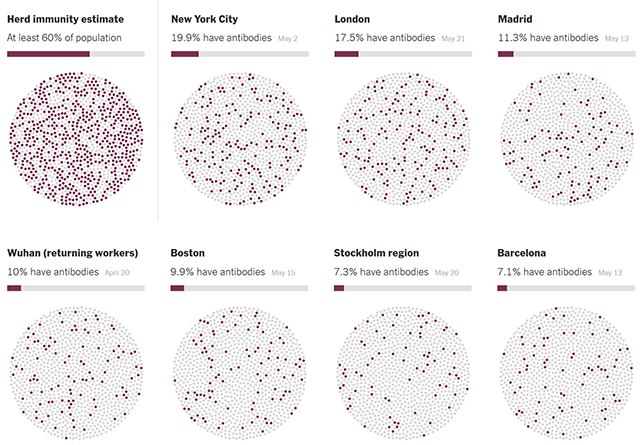 Herd immunity estimate
At least 60% of population
New York City
19.9% have antibodies May 2
London
17.5% have antibodies May 21
Madrid
11.3% have antibodies May 13
Wuhan (returning workers)
10% have antibodies April 20
Boston
9.9% have antibodies May 15
Stockholm region
7.3% have antibodies May 20
Barcelona
7.1% have antibodies May 13